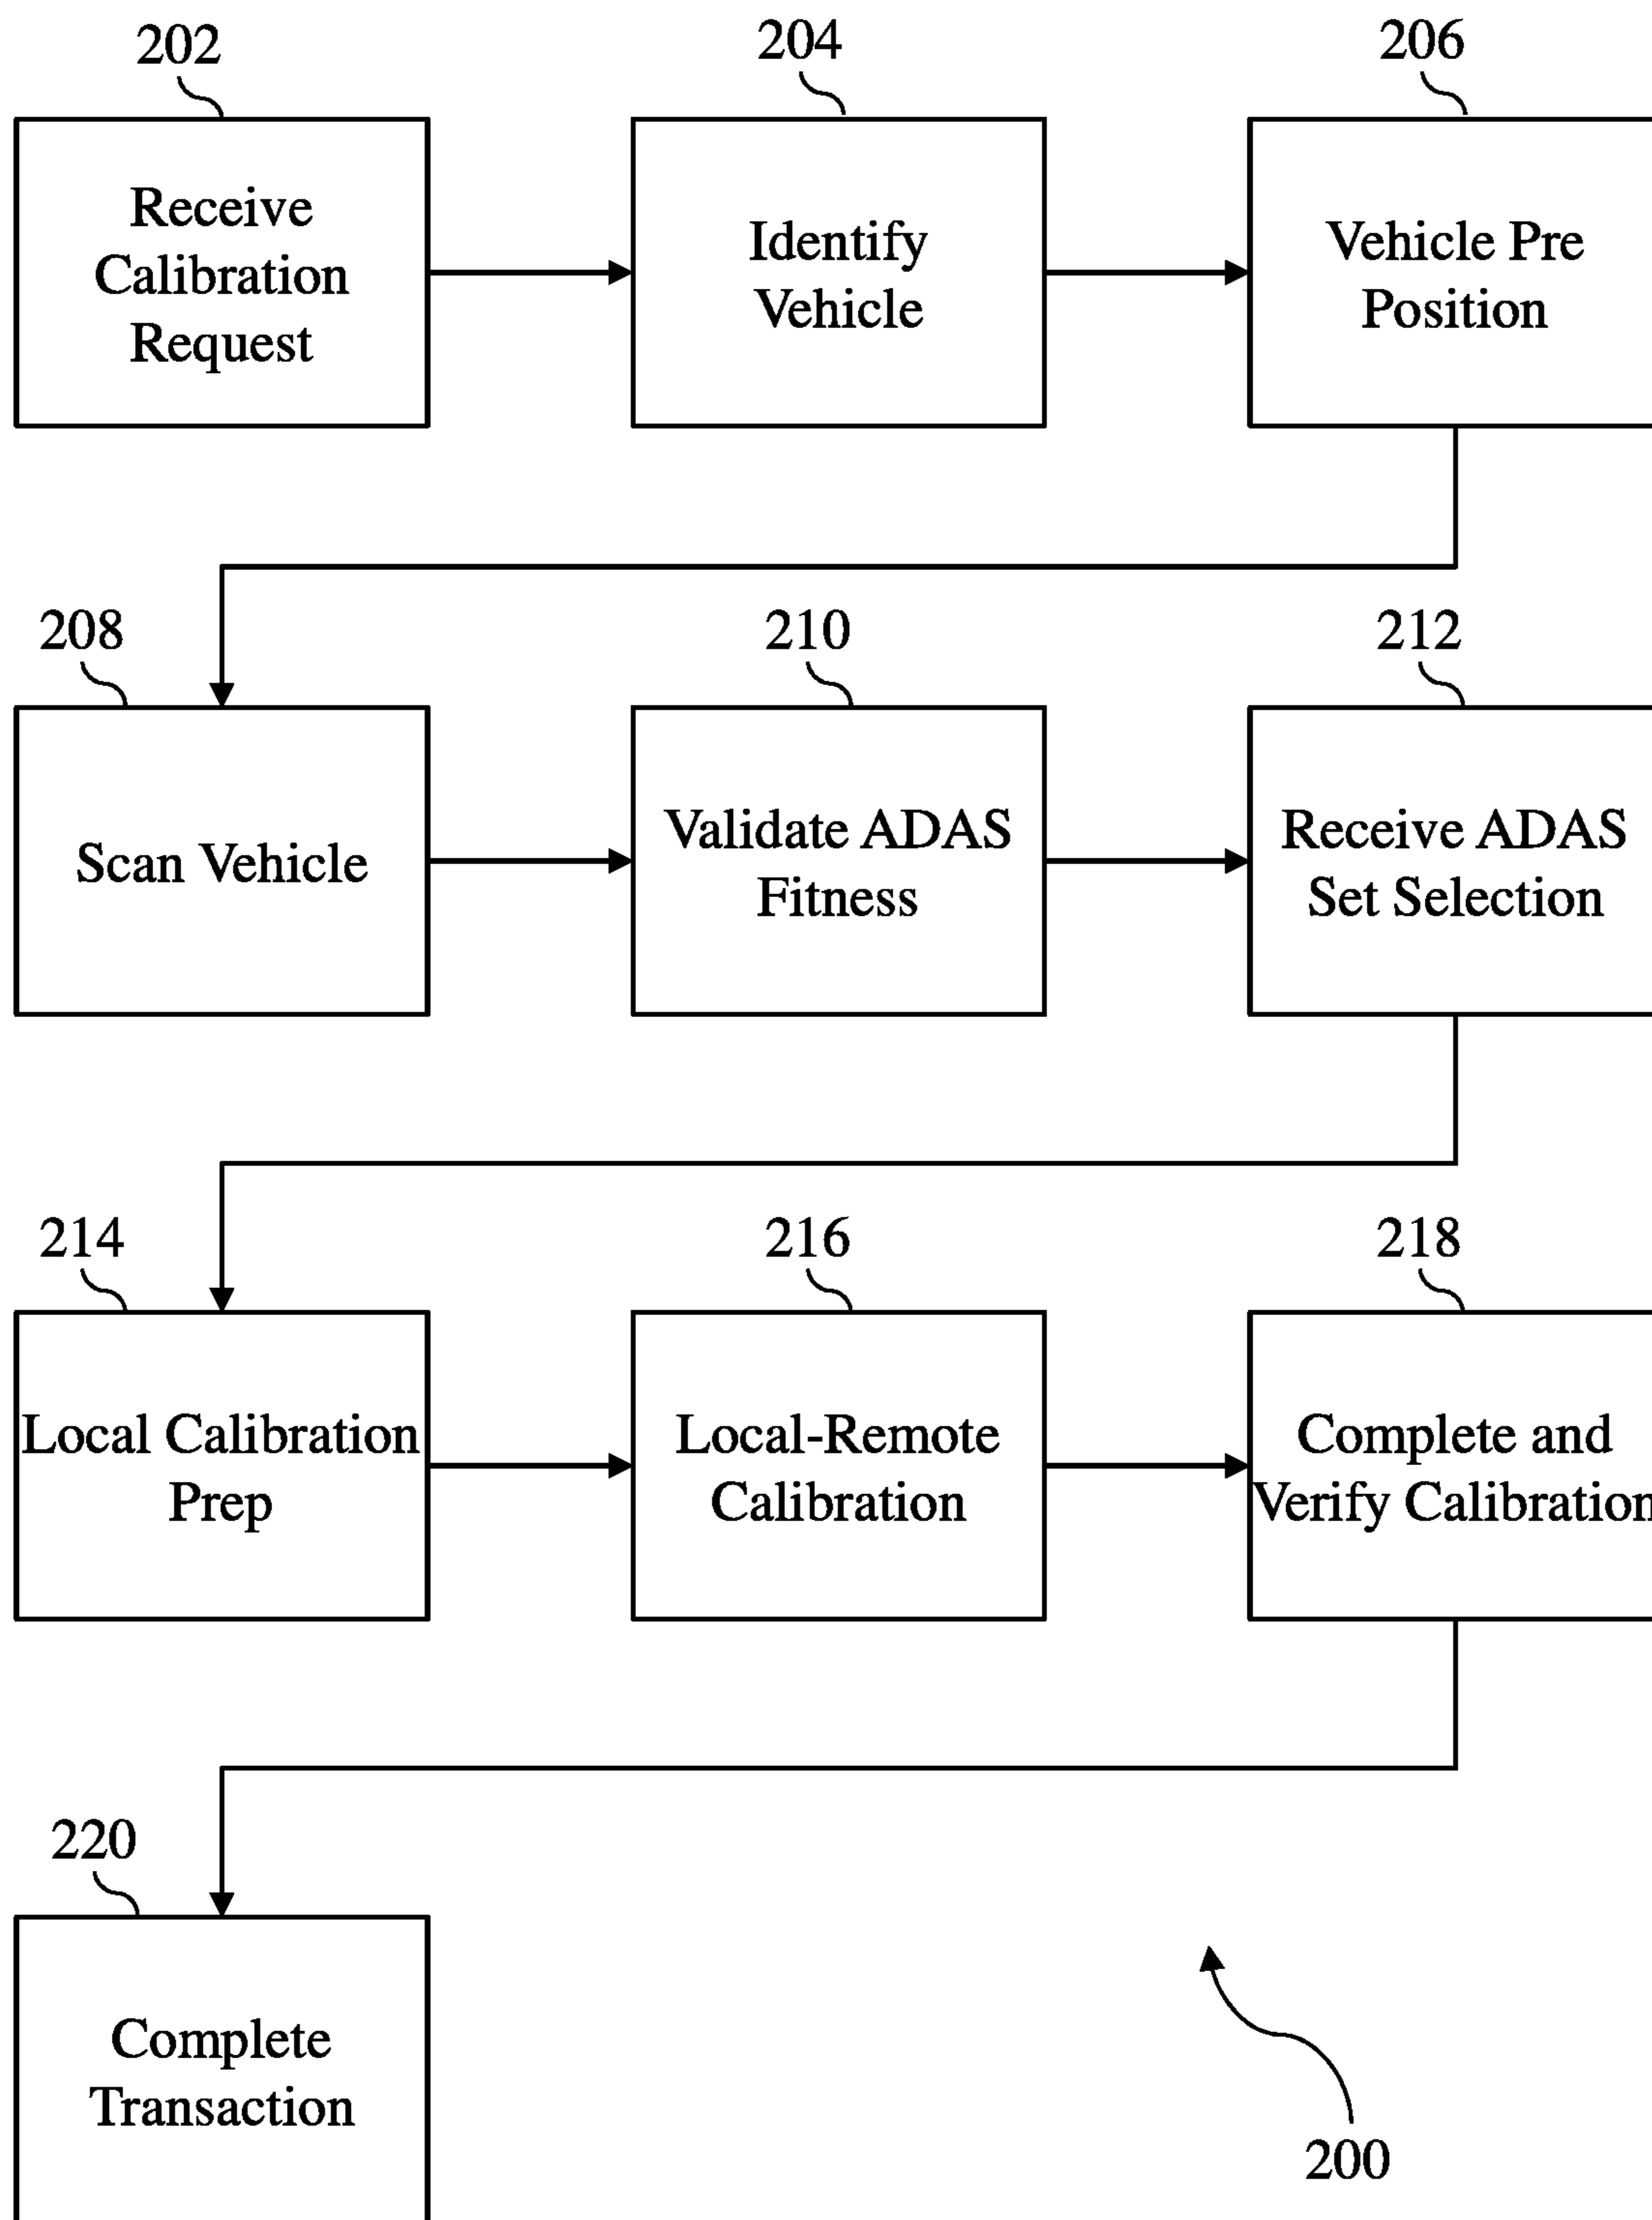 202
204
206
Receive
Calibration
Request
Identify
Vehicle
Vehicle Pre
Position
208
210
212
Scan Vehicle
Validate ADAS
Fitness
Receive ADAS
Set Selection
214
216
218
Local Calibration
Prep
Local-Remote
Calibration
Complete and
Verify Calibration
220
Complete
Transaction
200